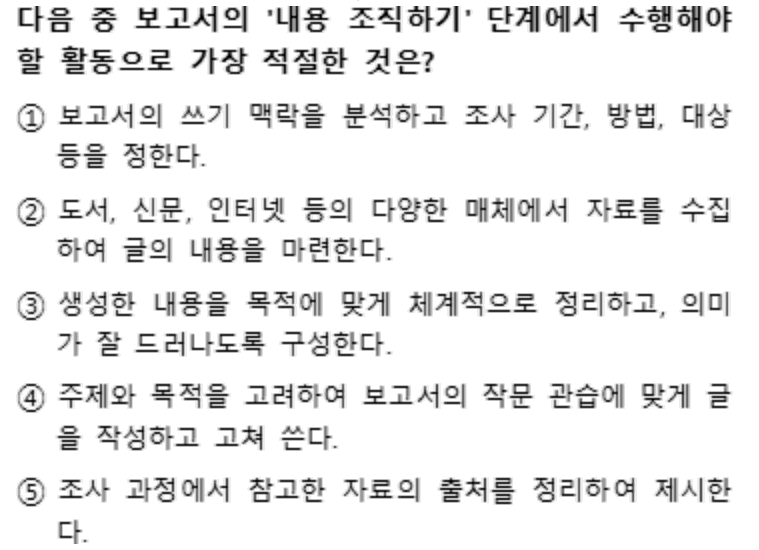 다음 중 보고서의 '내용 조직하기' 단계에서 수행해야
할 활동으로 가장 적절한 것은?
① 보고서의 쓰기 맥락을 분석하고 조사 기간, 방법, 대상
등을 정한다.
② 도서, 신문, 인터넷 등의 다양한 매체에서 자료를 수집
하여 글의 내용을 마련한다.
③ 생성한 내용을 목적에 맞게 체계적으로 정리하고, 의미
가 잘 드러나도록 구성한다.
④ 주제와 목적을 고려하여 보고서의 작문 관습에 맞게 글
을 작성하고 고쳐 쓴다.
⑤ 조사 과정에서 참고한 자료의 출처를 정리하여 제시한
다.